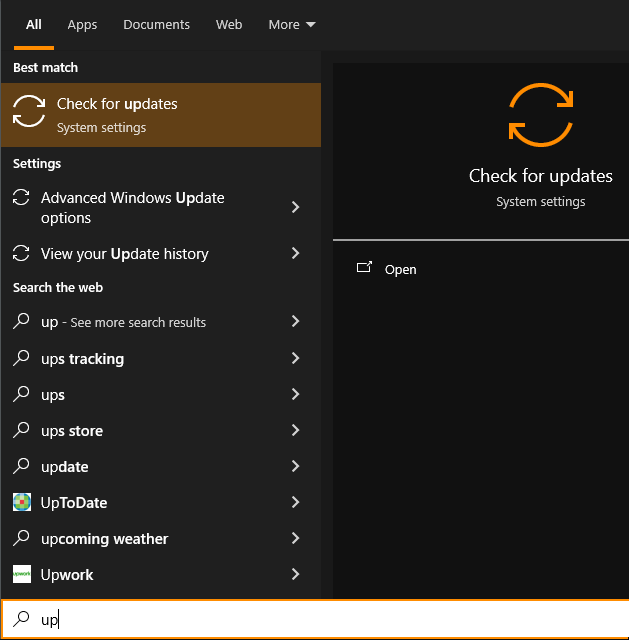 All Apps Documents Web More
Best match
Check for updates
System settings
Settings
Advanced Windows Update
options
View your Update history
Search the web
up - See more search results
ups tracking
ups
ups store
update
UpToDate
upcoming weather
upwork Upwork
up
Check for updates
System settings
Open